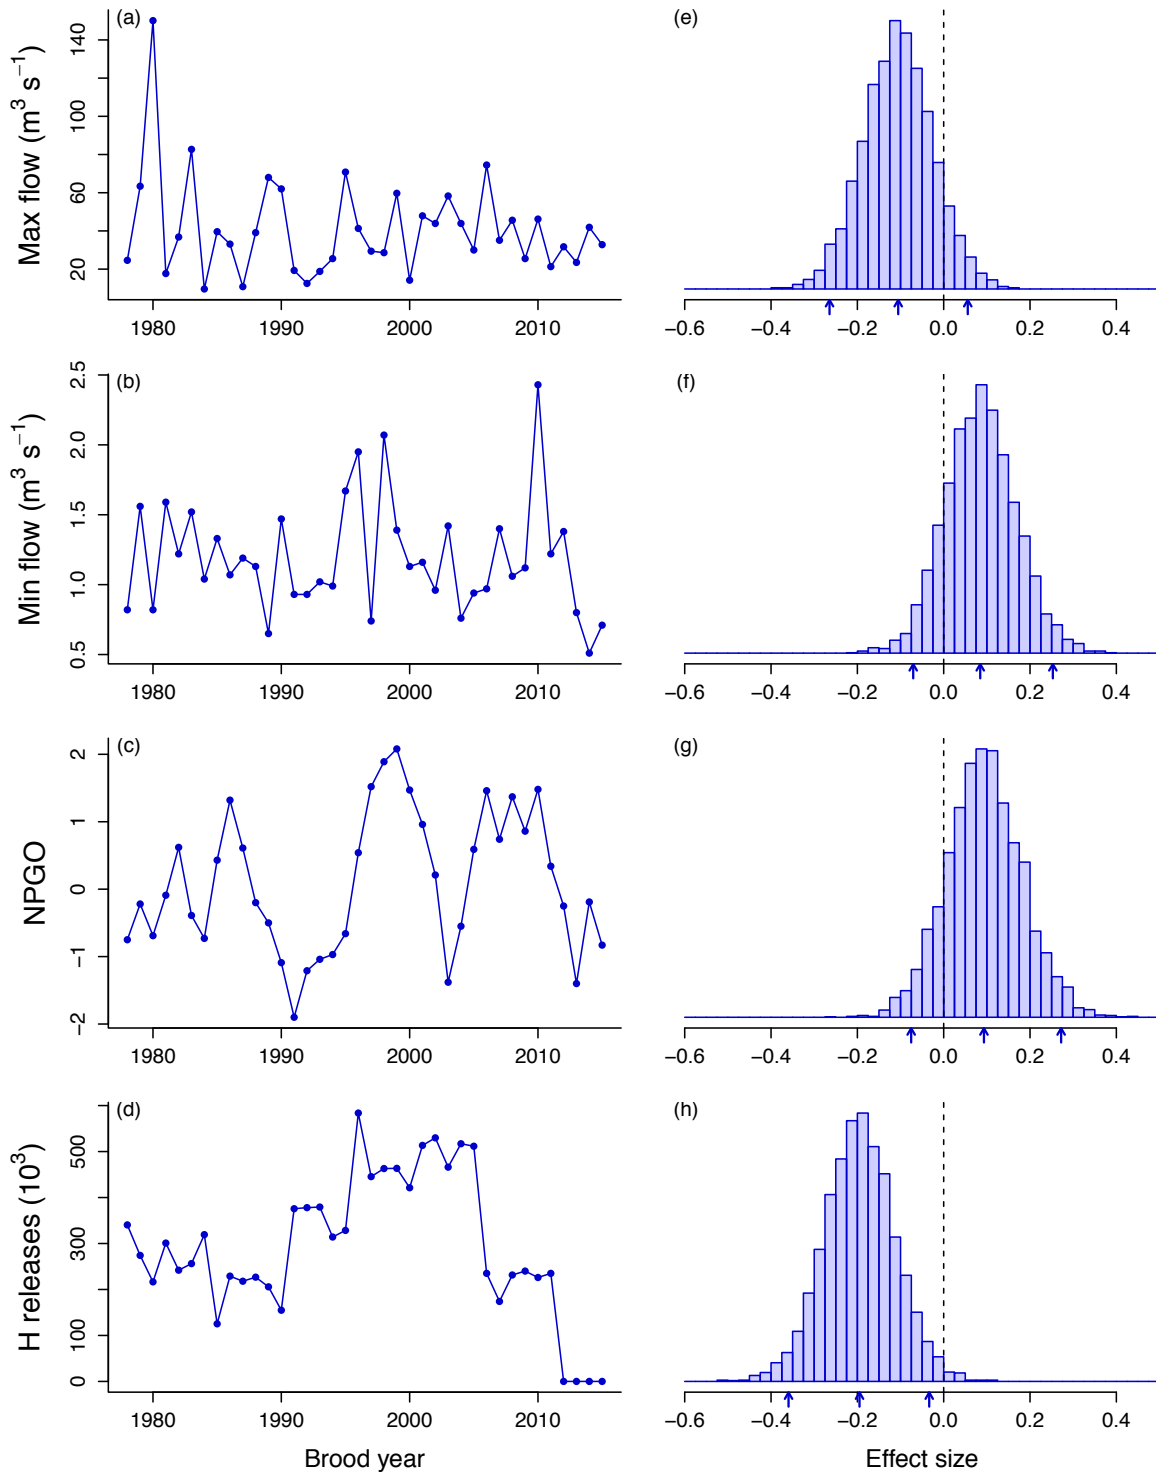 (a)
Max flow (m³ s⁻¹)
140
100
60
20
1980 1990 2000 2010
(e)
−0.6 −0.4 −0.2 0.0 0.2 0.4
(b)
Min flow (m³ s⁻¹)
2.5
2.0
1.5
1.0
0.5
1980 1990 2000 2010
(f)
−0.6 −0.4 −0.2 0.0 0.2 0.4
(c)
NPGO
2
1
0
−1
−2
1980 1990 2000 2010
(g)
−0.6 −0.4 −0.2 0.0 0.2 0.4
(d)
H releases (10³)
500
300
100
0
1980 1990 2000 2010
Brood year
(h)
−0.6 −0.4 −0.2 0.0 0.2 0.4
Effect size